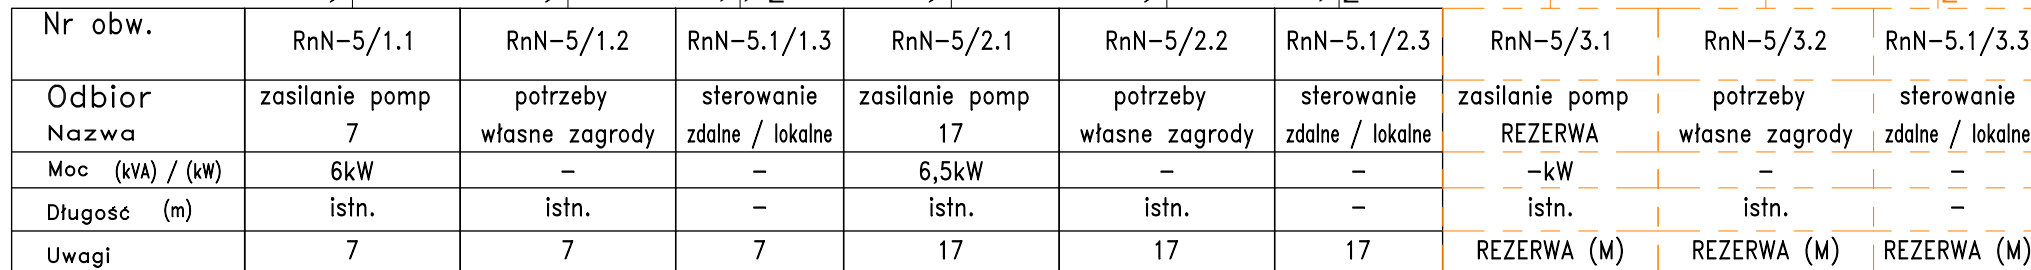 Nr obw. RnN-5/1.1 RnN-5/1.2 RnN-5.1/1.3 RnN-5/2.1 RnN-5/2.2 RnN-5.1/2.3 RnN-5/3.1 RnN-5/3.2 RnN-5.1/3.3
Odbior zasilanie pomp potrzeby sterowanie zasilanie pomp potrzeby sterowanie zasilanie pomp potrzeby sterowanie
Nazwa 7 własne zagrody zdalne / lokalne 17 własne zagrody zdalne / lokalne REZERWA własne zagrody zdalne / lokalne
Moc (kVA) / (kW) 6kW - - 6,5kW - - -kW - -
Długość (m) istn. istn. - istn. istn. - istn. istn. -
Uwagi 7 7 7 17 17 17 REZERWA (M) REZERWA (M) REZERWA (M)